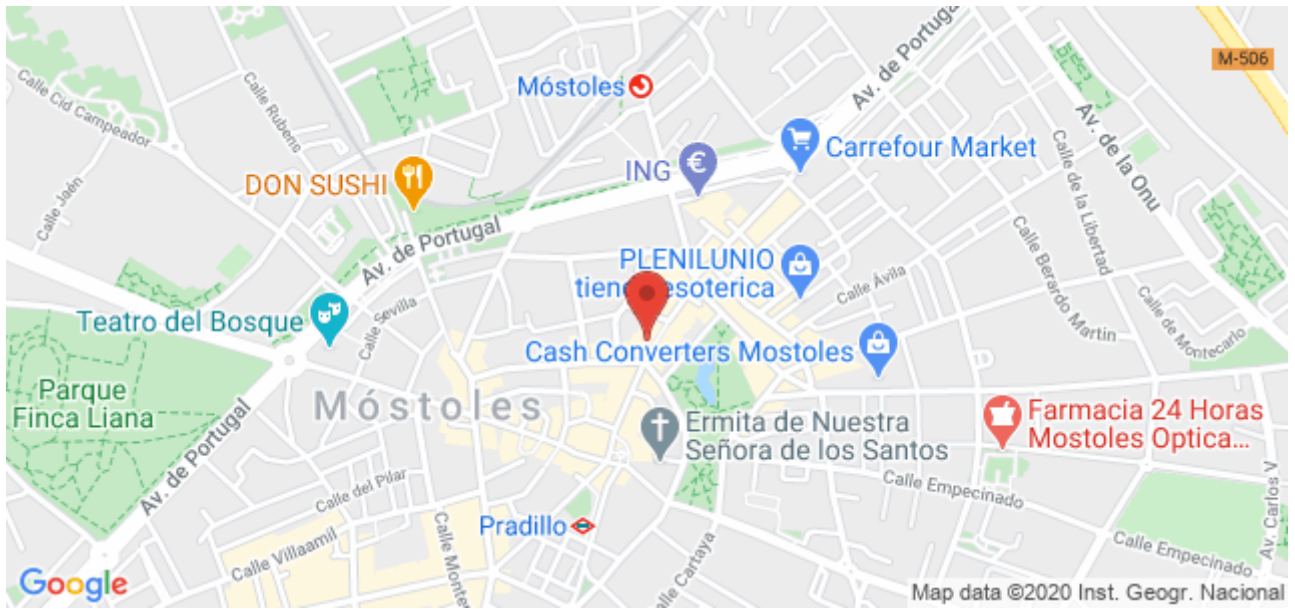 M-506
Av. de Portugal
Móstoles
Calle Cid Campeador
Calle Rubens
Av. de la Onu
Carrefour Market
ING
DON SUSHI
Calle de la Libertad
Calle Jaén
Av. de Portugal
PLENILUNIO
esoterica
Calle Ávila
Calle Berardo Martin
Teatro del Bosque
Calle Sevilla
Calle de Montecarlo
Cash Converters Mostoles
Parque
Finca Liana
Móstoles
Ermita de Nuestra
Señora de los Santos
Farmacia 24 Horas
Mostoles Optica...
Av. de Portugal
Calle del Pilar
Calle Empecinado
Av. Carlos V
Pradillo
Calle Villaamil
Calle Monte
Calle Cartaya
Calle Empecinado
Google
Map data ©2020 Inst. Geogr. Nacional